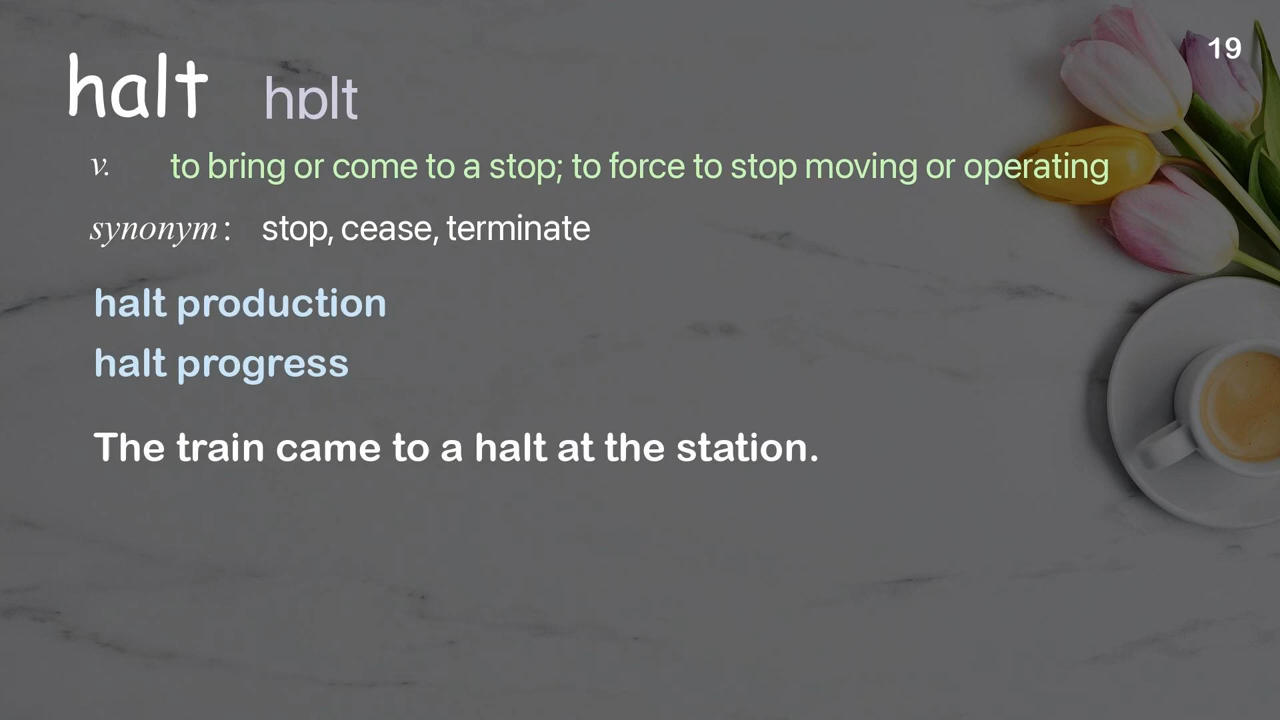 19
halt hɒlt
v. to bring or come to a stop; to force to stop moving or operating
synonym : stop, cease, terminate
halt production
halt progress
The train came to a halt at the station.